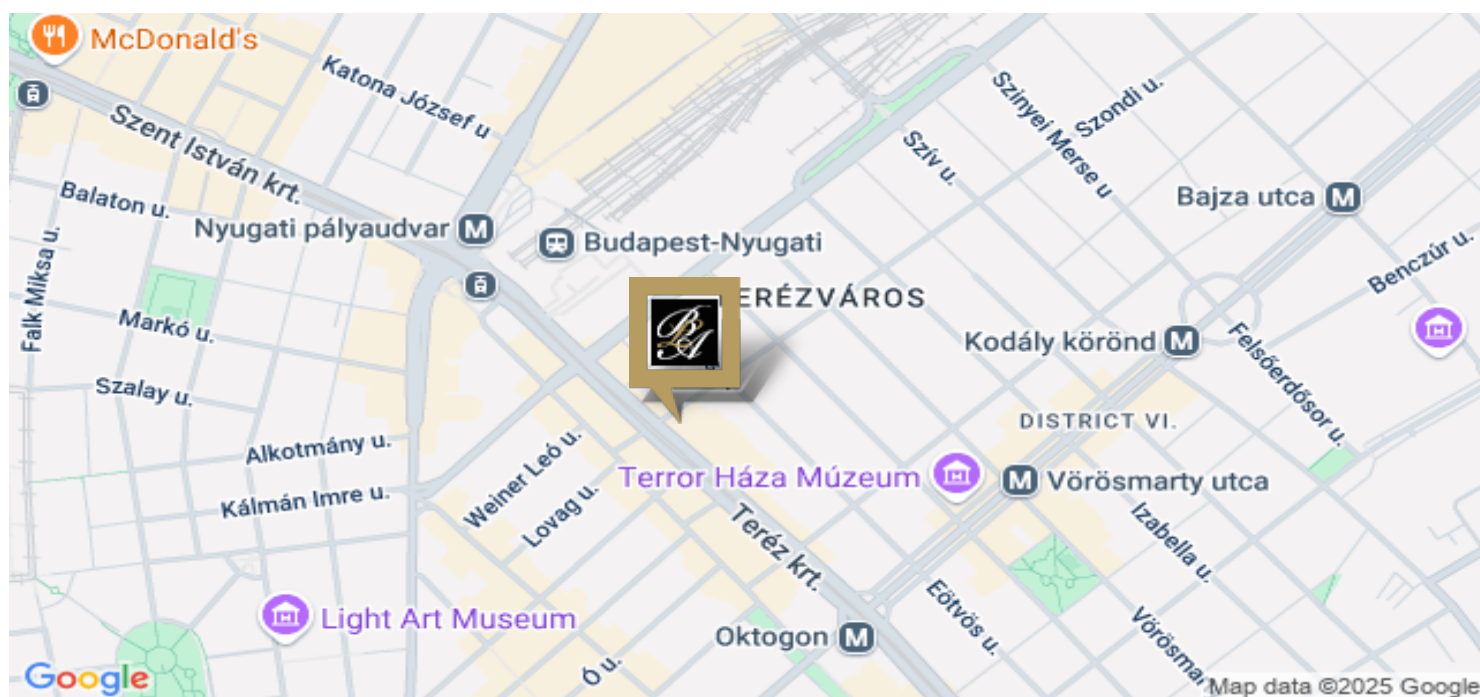 McDonald's
Katona József u
Szent István krt.
Szinyei Merse u
Szondi u.
Szív u.
Balaton u.
Nyugati pályaudvar M
Budapest-Nyugati
Bajza utca M
Benczúr u.
Falk Miksa u.
Markó u.
ERÉZVÁROS
BLA
Kodály körönd M
Felsőerdősor u.
Szalay u.
DISTRICT VI.
Alkotmány u.
Weiner Leó u.
Terror Háza Múzeum
M Vörösmarty utca
Kálmán Imre u.
Lovag u.
Teréz krt.
Izabella u.
Eötvös u.
Light Art Museum
Oktogon M
Ó u.
Vörösmar
Google
Map data ©2025 Google